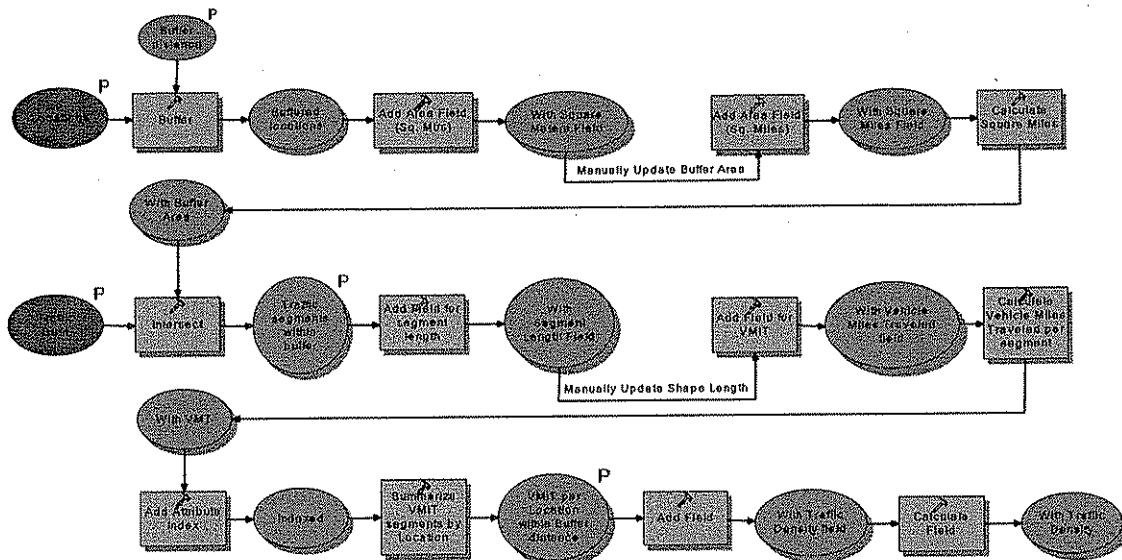 P
Buffer
P
Buffer
Buffered
locations
Add Area Field
With Square
Meters Field
Add Area Field
(Sq. Miles)
With Square
Miles Field
Calculate
Square Miles
Manually Update Buffer Area
With Buffer
Area
P
Intersect
P
Traffic
segments
within
buffer
Add Field for
segment
length
With
segment
Length Field
Add Field for
VMT
With Vehicle
Miles Traveled
field
Calculate
Vehicle Miles
Traveled per
segment
Manually Update Shape Length
With VMT
Add Attribute
Index
Indexed
Summarize
VMT
segments by
Location
P
VMT per
Location
within Buffer
distance
Add Field
With Traffic
Density field
Calculate
Field
With Traffic
Density